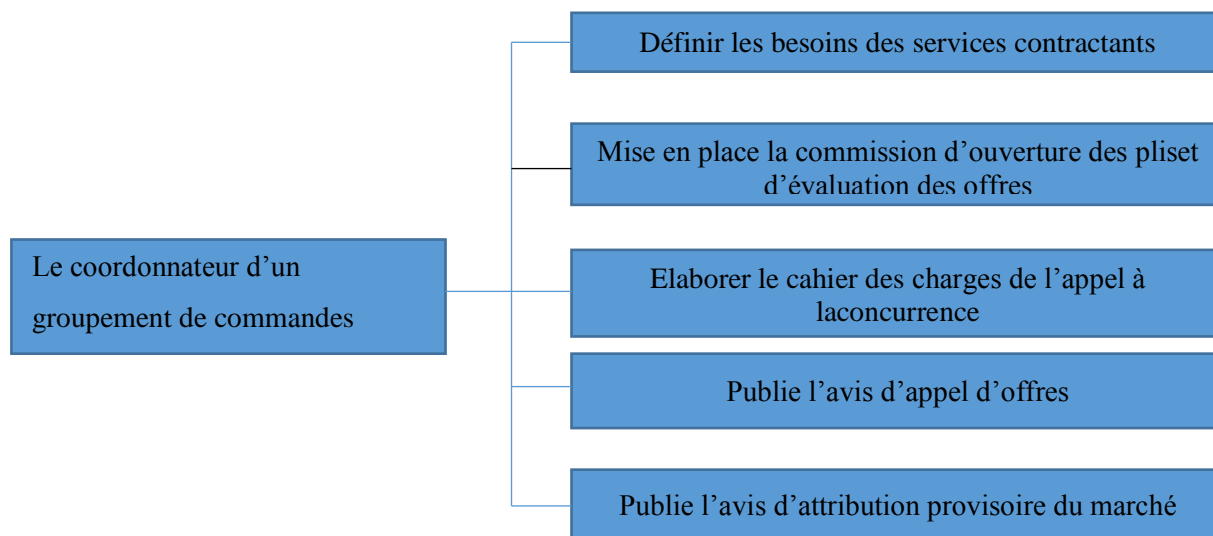 Définir les besoins des services contractants
Mise en place la commission d’ouverture des pliset
d’évaluation des offres
Le coordonnateur d’un
groupement de commandes
Elaborer le cahier des charges de l’appel à
laconcurrence
Publie l’avis d’appel d’offres
Publie l’avis d’attribution provisoire du marché